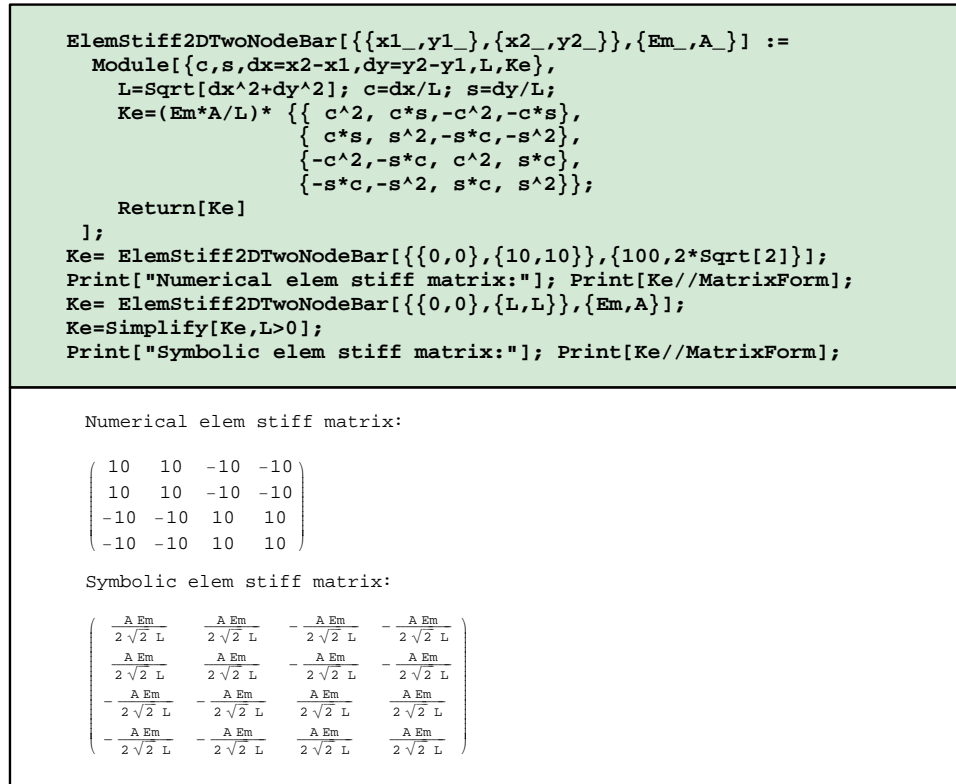 ElemStiff2DTwoNodeBar[{{x1_,y1_},{x2_,y2_}},{Em_,A_}] :=
Module[{c,s,dx=x2-x1,dy=y2-y1,L,Ke},
L=Sqrt[dx^2+dy^2]; c=dx/L; s=dy/L;
Ke=(Em*A/L)* {{ c^2, c*s,-c^2,-c*s},
{ c*s, s^2,-s*c,-s^2},
{-c^2,-s*c, c^2, s*c},
{-s*c,-s^2, s*c, s^2}};
Return[Ke]
];
Ke= ElemStiff2DTwoNodeBar[{{0,0},{10,10}},{100,2*Sqrt[2]}];
Print["Numerical elem stiff matrix:"]; Print[Ke//MatrixForm];
Ke= ElemStiff2DTwoNodeBar[{{0,0},{L,L}},{Em,A}];
Ke=Simplify[Ke,L>0];
Print["Symbolic elem stiff matrix:"]; Print[Ke//MatrixForm];
Numerical elem stiff matrix:
10 10 −10 −10
10 10 −10 −10
−10 −10 10 10
−10 −10 10 10
Symbolic elem stiff matrix:
A Em/(2 √2 L) A Em/(2 √2 L) −A Em/(2 √2 L) −A Em/(2 √2 L)
A Em/(2 √2 L) A Em/(2 √2 L) −A Em/(2 √2 L) −A Em/(2 √2 L)
−A Em/(2 √2 L) −A Em/(2 √2 L) A Em/(2 √2 L) A Em/(2 √2 L)
−A Em/(2 √2 L) −A Em/(2 √2 L) A Em/(2 √2 L) A Em/(2 √2 L)